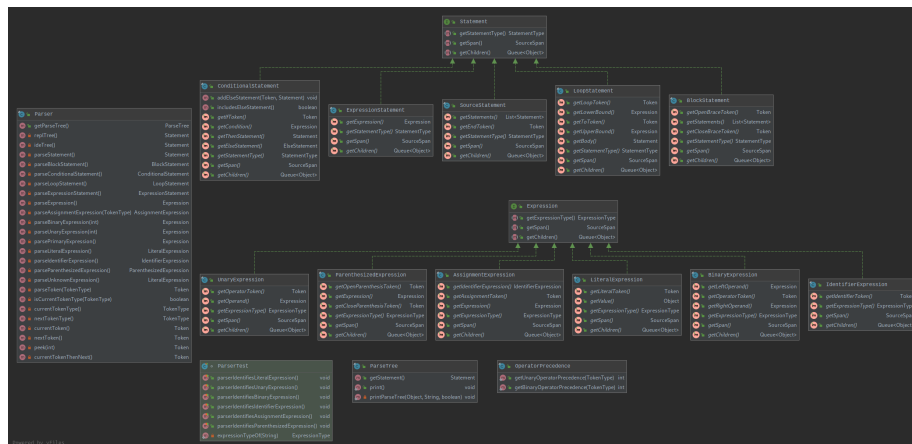 Statement
getStatementType() StatementType
getSpan() SourceSpan
getChildren() Queue<Object>
ConditionalStatement
addElseStatement(Token, Statement) void
includesElseStatement() boolean
getIfToken() Token
getCondition() Expression
getThenStatement() Statement
getElseStatement() ElseStatement
getStatementType() StatementType
getSpan() SourceSpan
getChildren() Queue<Object>
ExpressionStatement
getExpression() Expression
getStatementType() StatementType
getSpan() SourceSpan
getChildren() Queue<Object>
SourceStatement
getStatements() List<Statement>
getEndToken() Token
getStatementType() StatementType
getSpan() SourceSpan
getChildren() Queue<Object>
LoopStatement
getLoopToken() Token
getLowerBound() Expression
getToToken() Token
getUpperBound() Expression
getBody() Statement
getStatementType() StatementType
getSpan() SourceSpan
getChildren() Queue<Object>
BlockStatement
getOpenBraceToken() Token
getStatements() List<Statement>
getCloseBraceToken() Token
getStatementType() StatementType
getSpan() SourceSpan
getChildren() Queue<Object>
Parser
getParseTree() ParseTree
replTree() Statement
ideTree() Statement
parseStatement() Statement
parseBlockStatement() BlockStatement
parseConditionalStatement() ConditionalStatement
parseLoopStatement() LoopStatement
parseExpressionStatement() ExpressionStatement
parseExpression() Expression
parseAssignmentExpression(TokenType) AssignmentExpression
parseBinaryExpression(int) Expression
parseUnaryExpression(int) Expression
parsePrimaryExpression() Expression
parseLiteralExpression() LiteralExpression
parseIdentifierExpression() IdentifierExpression
parseParenthesizedExpression() ParenthesizedExpression
parseUnknownExpression() LiteralExpression
parseToken(TokenType) Token
isCurrentTokenType(TokenType) boolean
currentTokenType() TokenType
nextTokenType() TokenType
currentToken() Token
nextToken() Token
peek(int) Token
currentTokenThenNext() Token
Expression
getExpressionType() ExpressionType
getSpan() SourceSpan
getChildren() Queue<Object>
UnaryExpression
getOperatorToken() Token
getOperand() Expression
getExpressionType() ExpressionType
getSpan() SourceSpan
getChildren() Queue<Object>
ParenthesizedExpression
getOpenParenthesisToken() Token
getExpression() Expression
getCloseParenthesisToken() Token
getExpressionType() ExpressionType
getSpan() SourceSpan
getChildren() Queue<Object>
AssignmentExpression
getIdentifierExpression() IdentifierExpression
getAssignmentToken() Token
getExpression() Expression
getExpressionType() ExpressionType
getSpan() SourceSpan
getChildren() Queue<Object>
LiteralExpression
getLiteralToken() Token
getValue() Object
getExpressionType() ExpressionType
getSpan() SourceSpan
getChildren() Queue<Object>
BinaryExpression
getLeftOperand() Expression
getOperatorToken() Token
getRightOperand() Expression
getExpressionType() ExpressionType
getSpan() SourceSpan
getChildren() Queue<Object>
IdentifierExpression
getIdentifierToken() Token
getExpressionType() ExpressionType
getSpan() SourceSpan
getChildren() Queue<Object>
ParserTest
parserIdentifiesLiteralExpression() void
parserIdentifiesUnaryExpression() void
parserIdentifiesBinaryExpression() void
parserIdentifiesIdentifierExpression() void
parserIdentifiesAssignmentExpression() void
parserIdentifiesParenthesizedExpression() void
expressionTypeOf(String) ExpressionType
ParseTree
getStatement() Statement
print() void
printParseTree(Object, String, boolean) void
OperatorPrecedence
getUnaryOperatorPrecedence(TokenType) int
getBinaryOperatorPrecedence(TokenType) int
Powered by yFiles